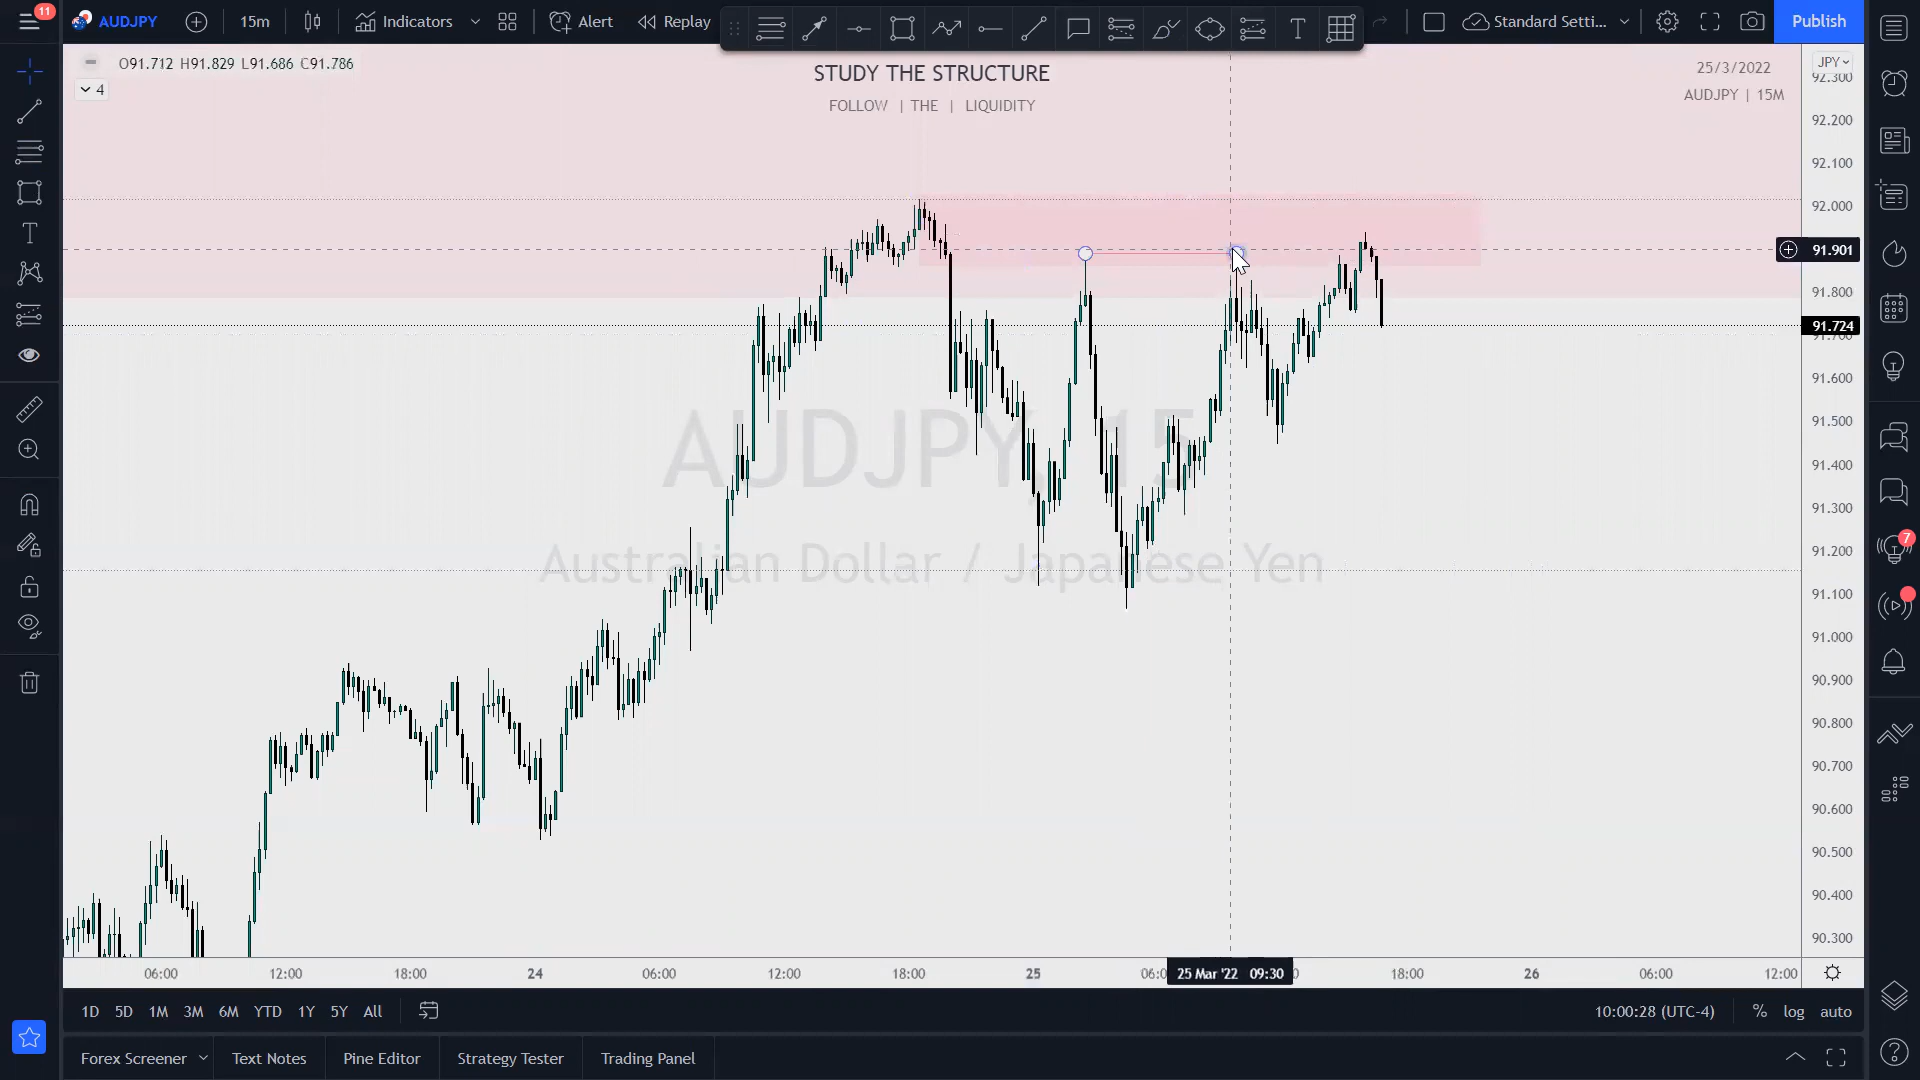 11
AUDJPY
15m
Indicators
Alert
Replay
Standard Setti...
Publish
O91.712 H91.829 L91.686 C91.786
4
STUDY THE STRUCTURE
FOLLOW | THE | LIQUIDITY
25/3/2022
AUDJPY | 15M
JPY
92.300
92.200
92.100
92.000
91.901
91.800
91.724
91.700
91.600
91.500
91.400
91.300
91.200
91.100
91.000
90.900
90.800
90.700
90.600
90.500
90.400
90.300
AUDJPY, 15
Australian Dollar / Japanese Yen
7
06:00
12:00
18:00
24
06:00
12:00
18:00
25
25 Mar '22 09:30
18:00
26
06:00
12:00
1D 5D 1M 3M 6M YTD 1Y 5Y All
10:00:28 (UTC-4)
% log auto
Forex Screener
Text Notes
Pine Editor
Strategy Tester
Trading Panel